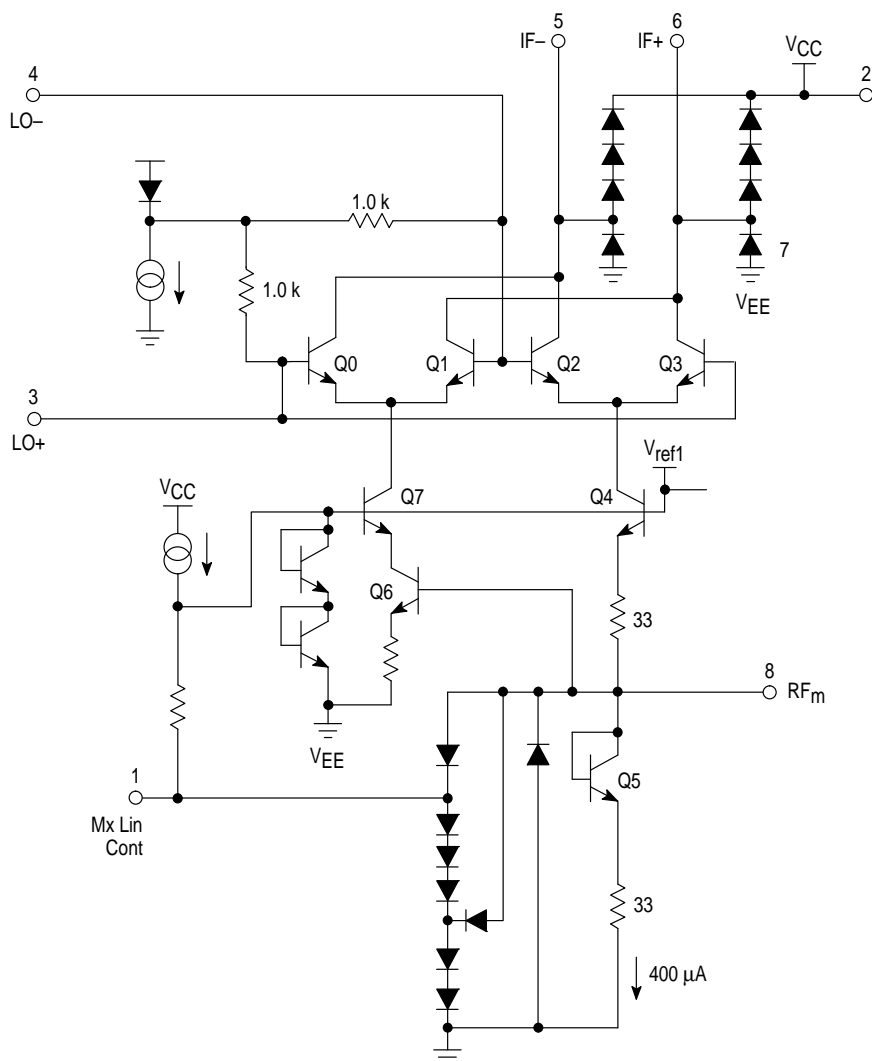 5
6
IF–
IF+
VCC
4
2
LO–
1.0 k
1.0 k
7
VEE
Q0
Q1
Q2
Q3
3
LO+
Vref1
VCC
Q7
Q4
Q6
33
8
RFm
VEE
Q5
1
Mx Lin
Cont
33
400 µA